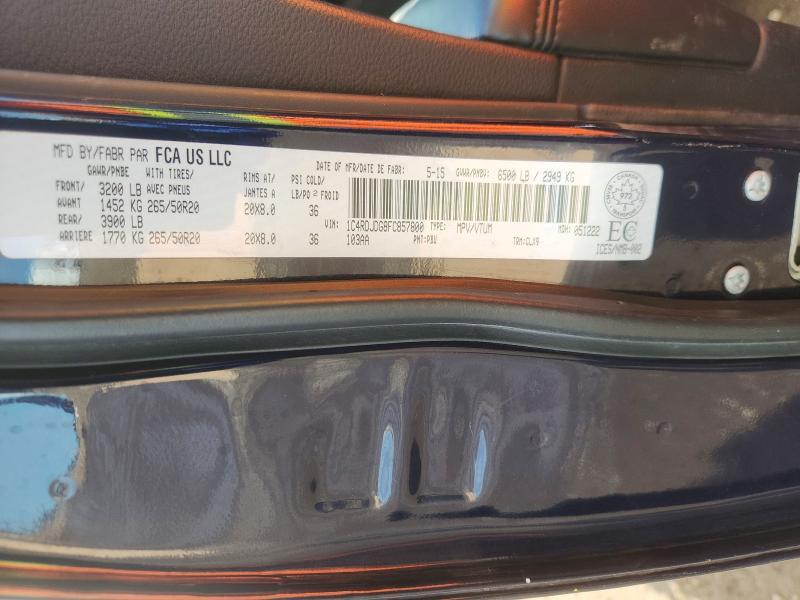 MFD BY/FABR PAR FCA US LLC
DATE OF MFR/DATE DE FABR: 5-15 GVWR/PNBV: 6500 LB / 2949 KG
GAWR/PNBE WITH TIRES/ RIMS AT/ PSI COLD/
FRONT/ 3200 LB AVEC PNEUS JANTES A LB/PO² FROID
AVANT 1452 KG 265/50R20 20X8.0 36
REAR/ 3900 LB
ARRIERE 1770 KG 265/50R20 20X8.0 36
VIN: 1C4RDJDG8FC857800 TYPE: MPV/VTUM MDH: 051222
103AA PNT: TRM:CLX9
CANADA
TRANSPORT
EC
ICES/NMB-002